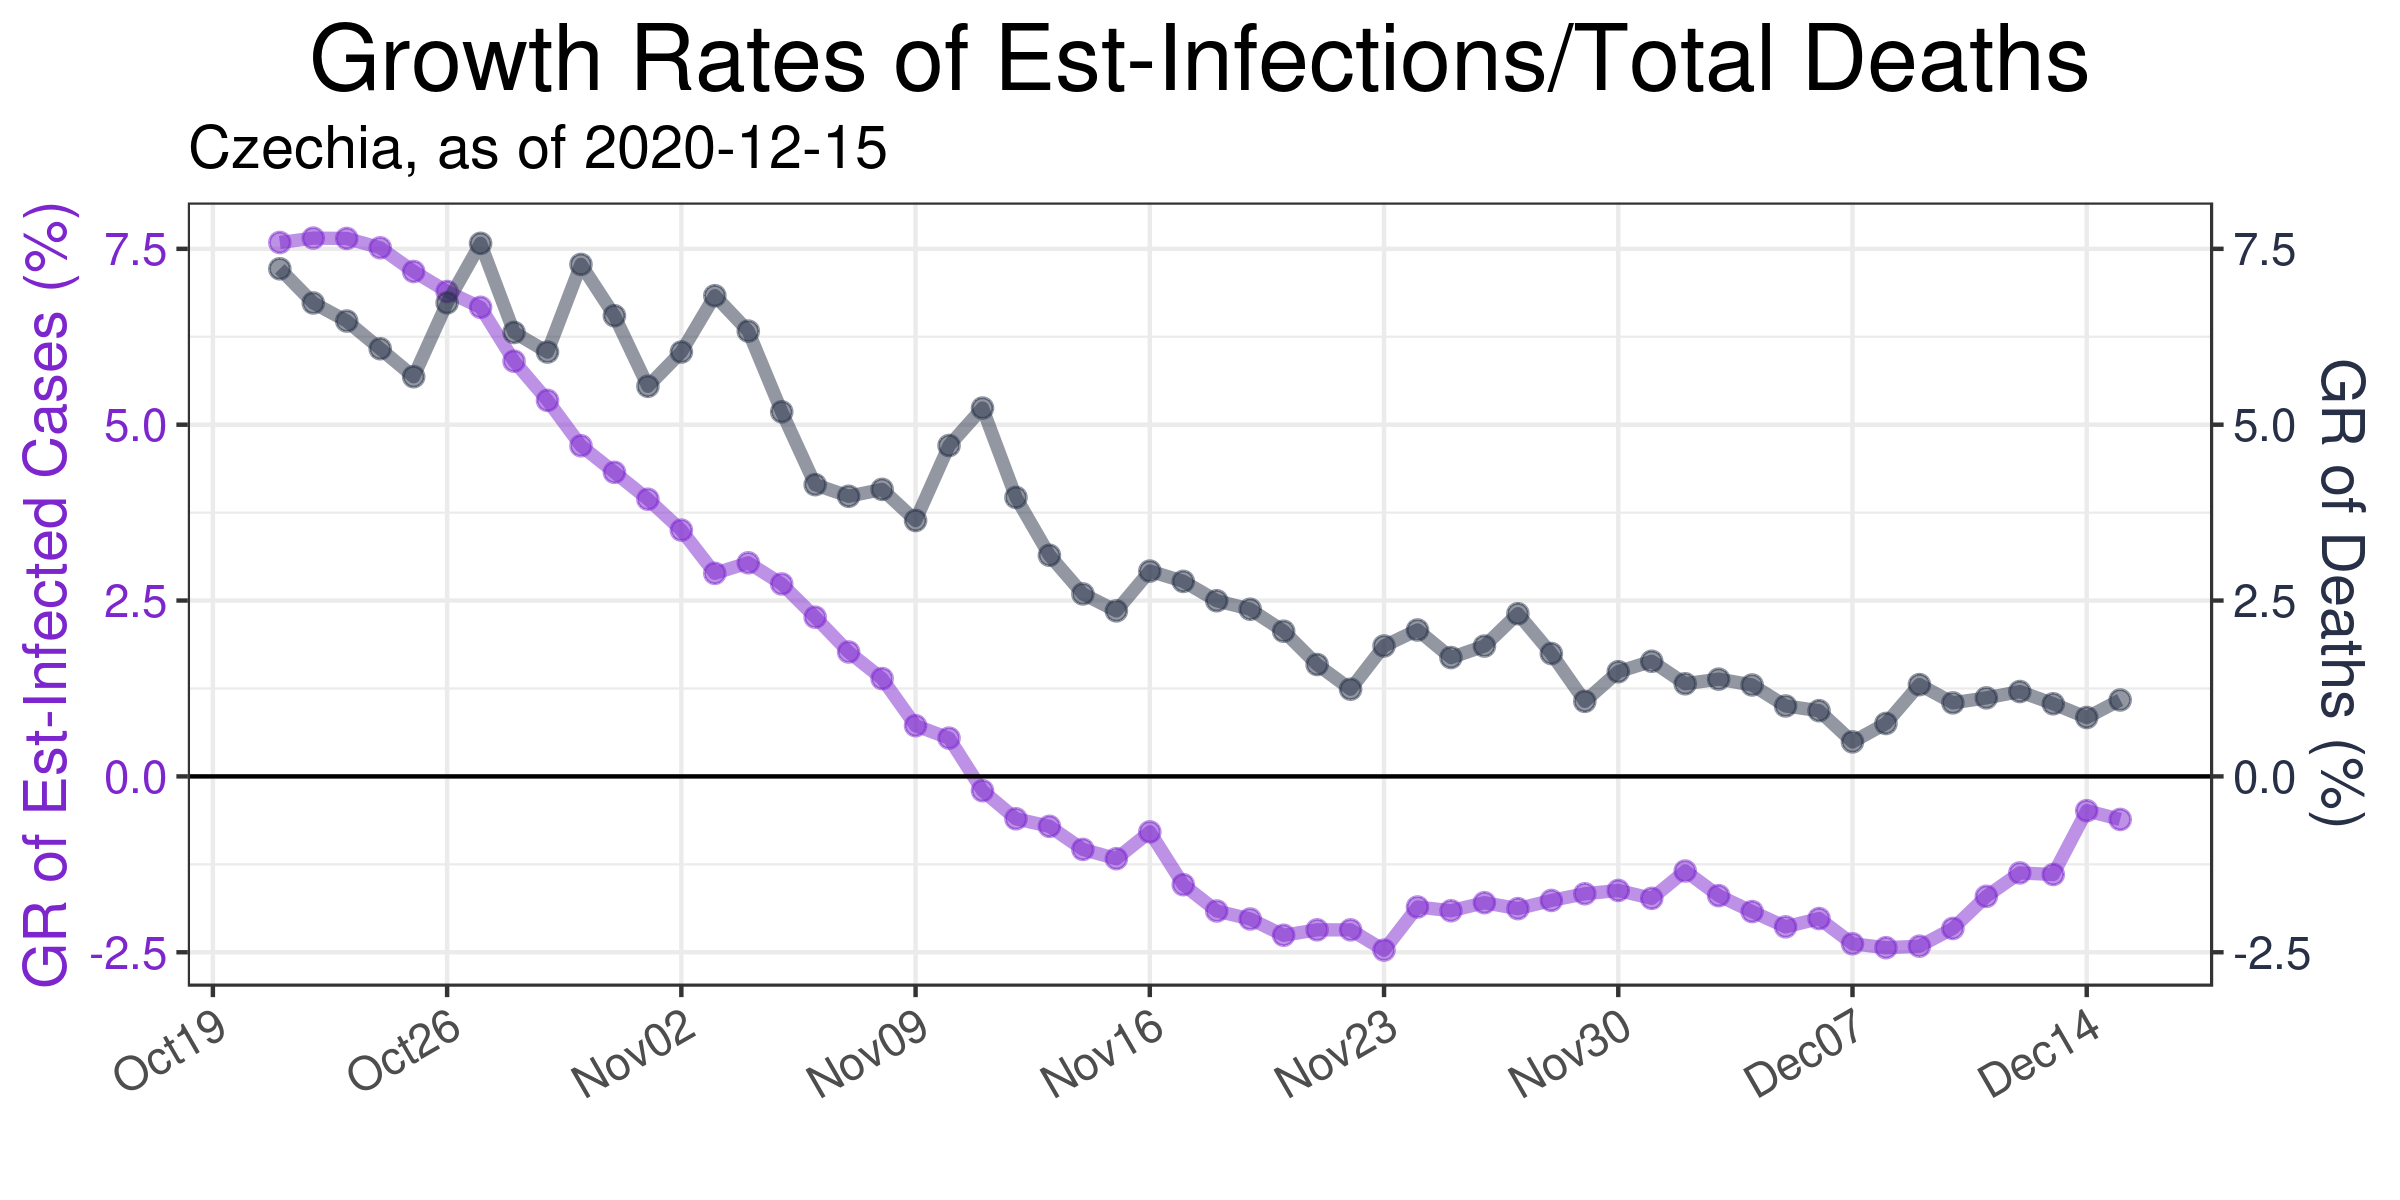 Growth Rates of Est-Infections/Total Deaths
Czechia, as of 2020-12-15
GR of Est-Infected Cases (%)
7.5
5.0
2.5
0.0
-2.5
7.5
5.0
2.5
0.0
-2.5
GR of Deaths (%)
Oct19
Oct26
Nov02
Nov09
Nov16
Nov23
Nov30
Dec07
Dec14